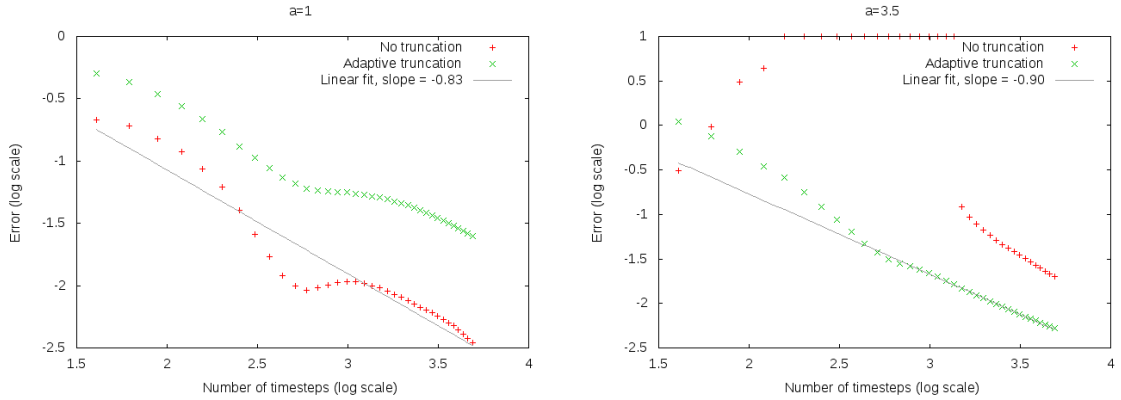 a=1
0
-0.5
-1
-1.5
-2
-2.5
1.5
2
2.5
3
3.5
4
Error (log scale)
Number of timesteps (log scale)
No truncation
Adaptive truncation
Linear fit, slope = -0.83
a=3.5
1
0.5
0
-0.5
-1
-1.5
-2
-2.5
1.5
2
2.5
3
3.5
4
Error (log scale)
Number of timesteps (log scale)
No truncation
Adaptive truncation
Linear fit, slope = -0.90